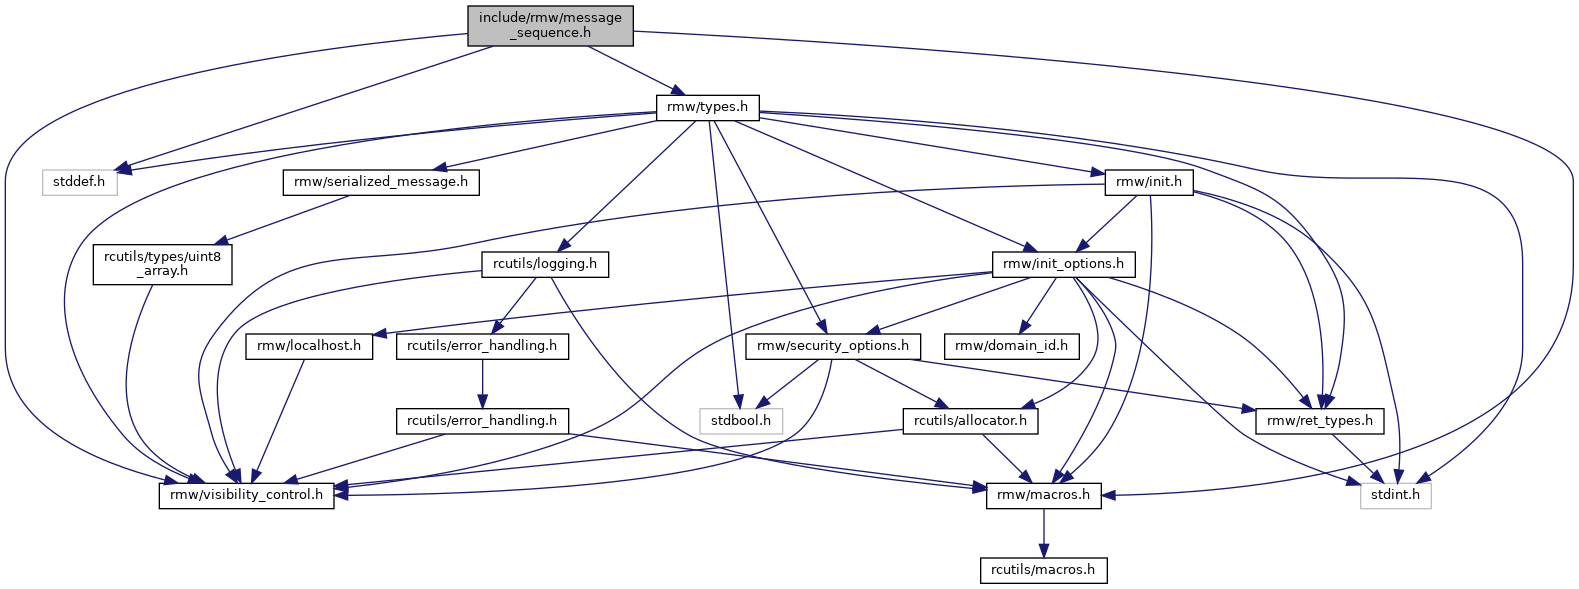 include/rmw/message
_sequence.h
rmw/types.h
stddef.h
rmw/serialized_message.h
rmw/init.h
rcutils/types/uint8
_array.h
rcutils/logging.h
rmw/init_options.h
rmw/localhost.h
rcutils/error_handling.h
rmw/security_options.h
rmw/domain_id.h
rcutils/error_handling.h
stdbool.h
rcutils/allocator.h
rmw/ret_types.h
rmw/visibility_control.h
rmw/macros.h
stdint.h
rcutils/macros.h